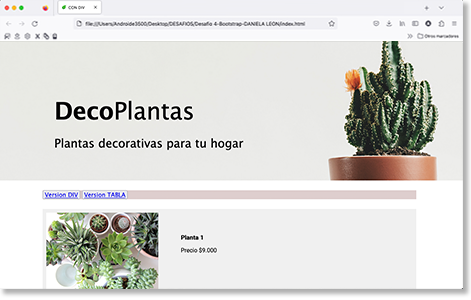 CON DIV
file:///Users/Androide3500/Desktop/DESAFIOS/Desafio 4-Bootstrap-DANIELA LEON/index.html
Otros marcadores
DecoPlantas
Plantas decorativas para tu hogar
Version DIV Version TABLA
Planta 1
Precio $9.000